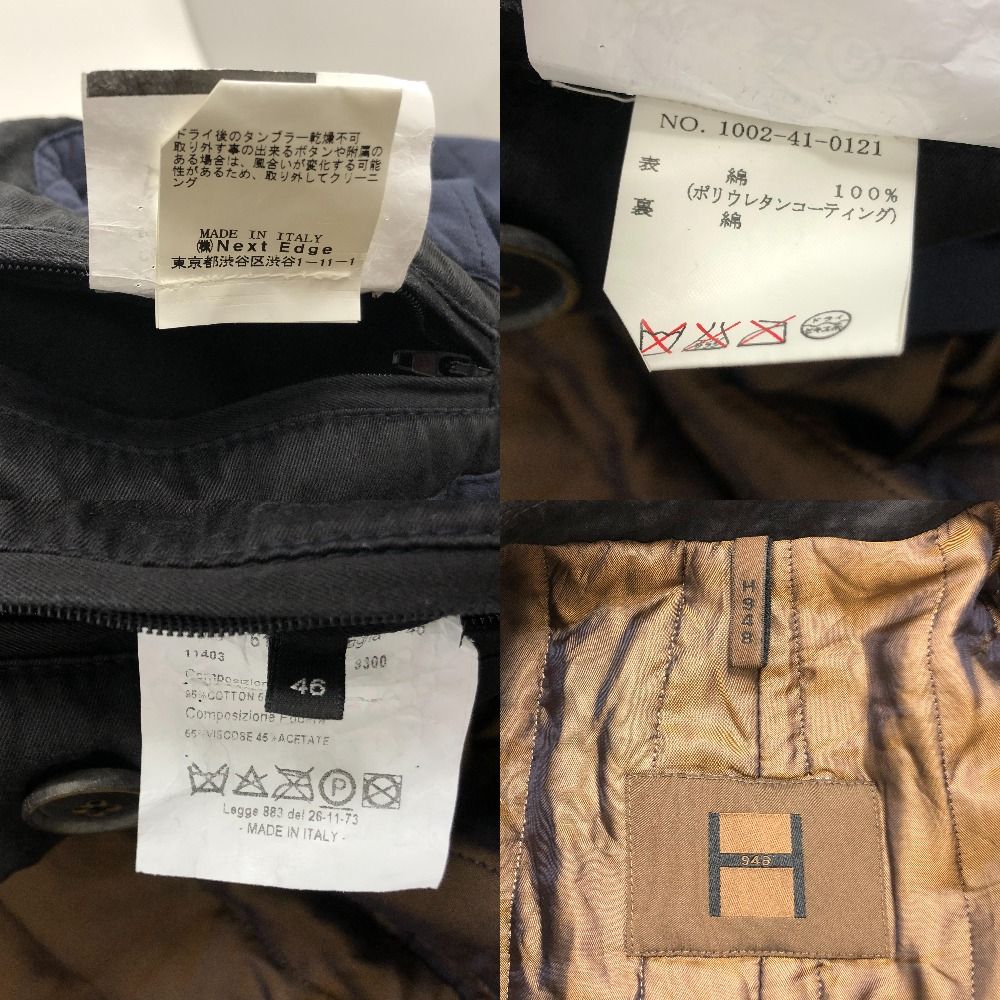 ドライ後のタンブラー乾燥不可
取り外す事の出来るボタンや附属の
ある場合は、風合いが変化する可能
性があるため、取り外してクリーニ
ング
MADE IN ITALY
㈱Next Edge
東京都渋谷区渋谷1-11-1
NO. 1002-41-0121
表 綿 100%
(ポリウレタンコーティング)
裏 綿
ドライ
46
11403 9300
46
85%COTTON
Composizione
55%VISCOSE 45%ACETATE
P
Legge 883 del 26-11-73
- MADE IN ITALY -
H948
948